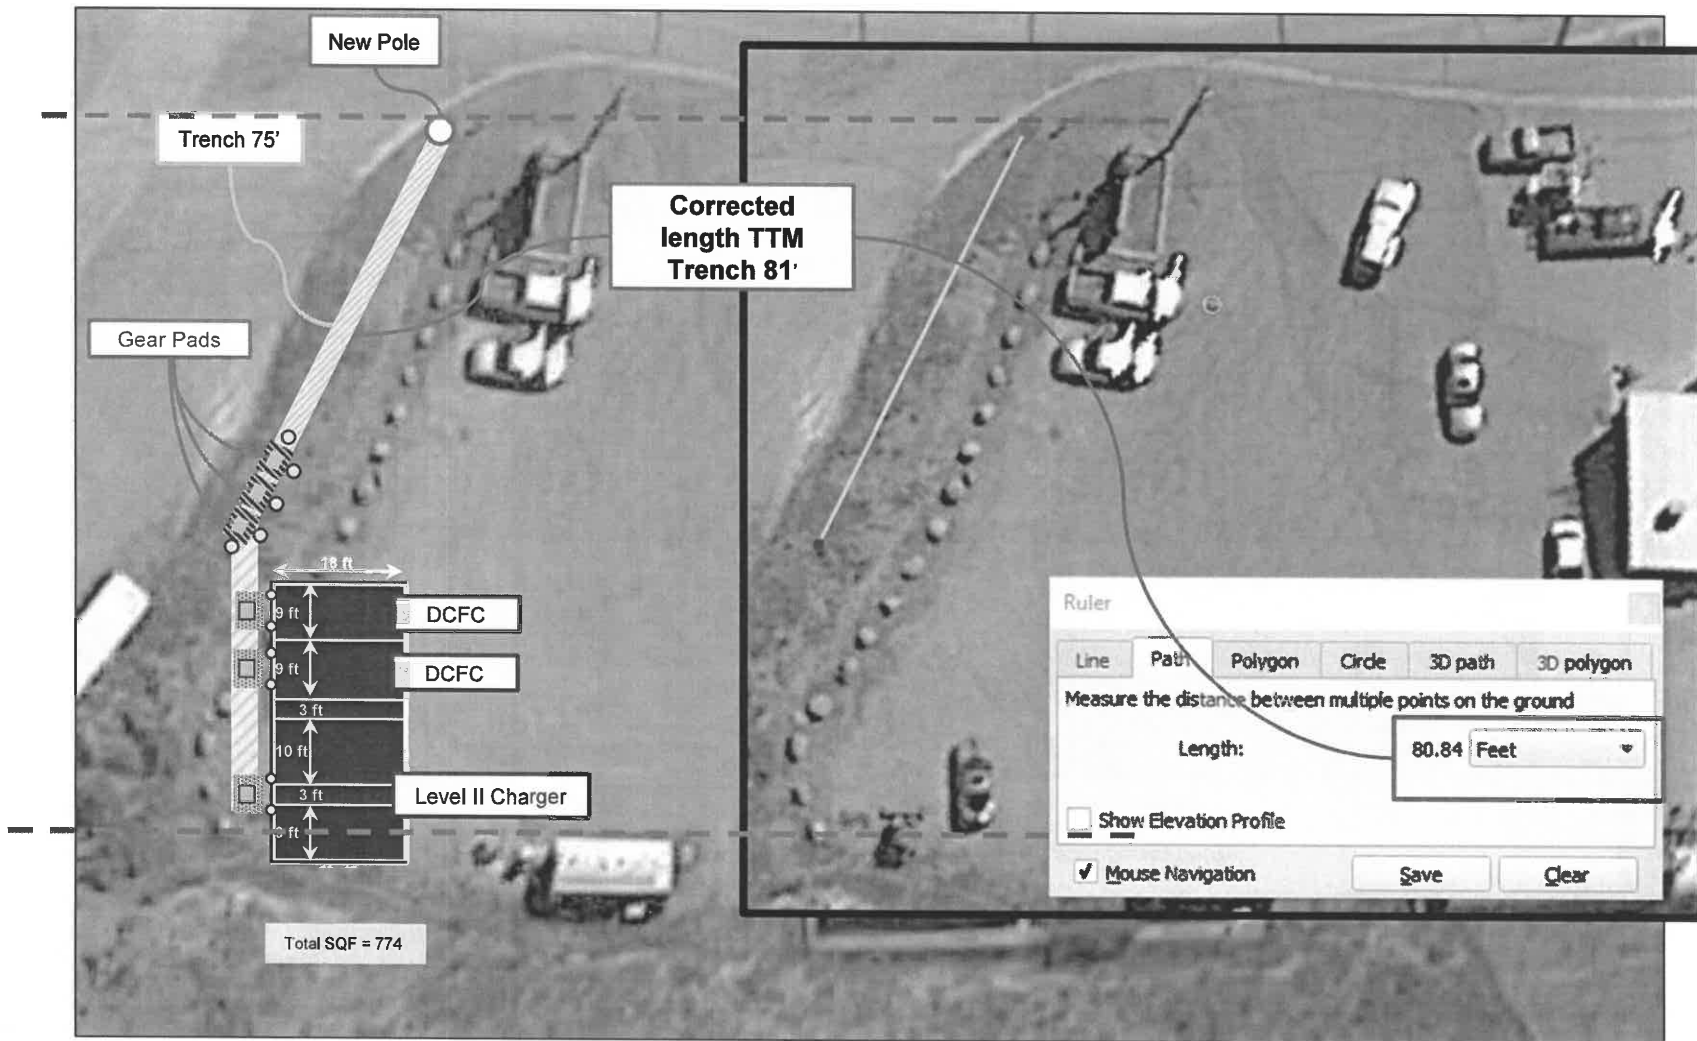 New Pole
Trench 75'
Corrected
length TTM
Trench 81'
Gear Pads
18 ft
9 ft
DCFC
9 ft
DCFC
3 ft
10 ft
3 ft
Level II Charger
Total SQF = 774
Ruler
Line Path Polygon Circle 3D path 3D polygon
Measure the distance between multiple points on the ground
Length: 80.84 Feet
Show Elevation Profile
Mouse Navigation Save Clear